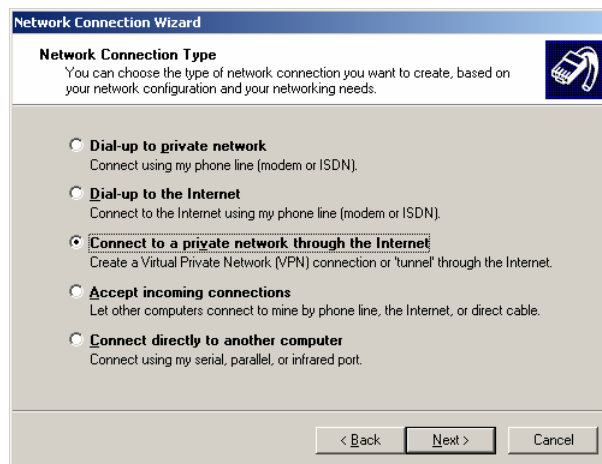 Network Connection Wizard
Network Connection Type
You can choose the type of network connection you want to create, based on
your network configuration and your networking needs.
Dial-up to private network
Connect using my phone line (modem or ISDN).
Dial-up to the Internet
Connect to the Internet using my phone line (modem or ISDN).
Connect to a private network through the Internet
Create a Virtual Private Network (VPN) connection or 'tunnel' through the Internet.
Accept incoming connections
Let other computers connect to mine by phone line, the Internet, or direct cable.
Connect directly to another computer
Connect using my serial, parallel, or infrared port.
< Back Next > Cancel